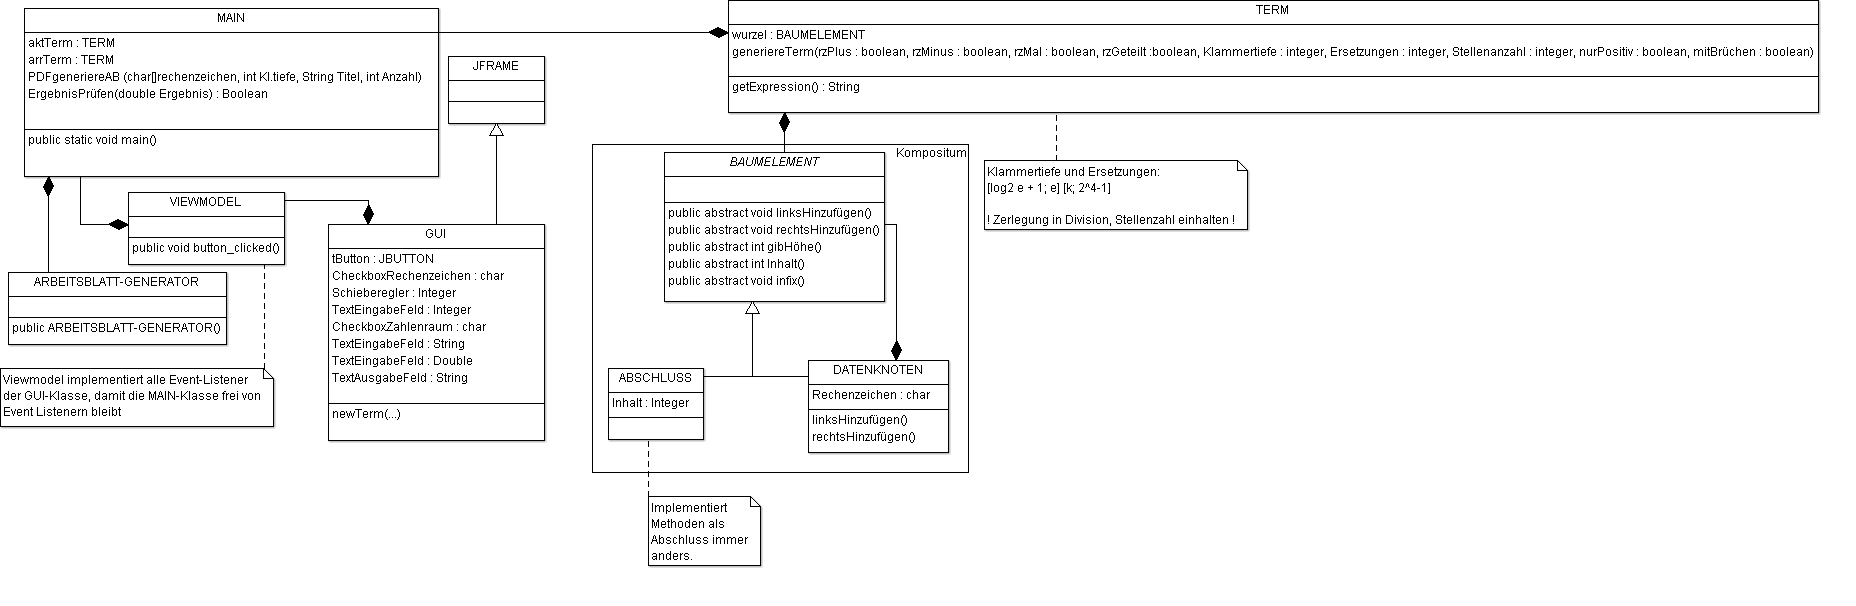 MAIN
aktTerm : TERM
arrTerm : TERM
PDFgeneriereAB (char[]rechenzeichen, int Kl.tiefe, String Titel, int Anzahl)
ErgebnisPrüfen(double Ergebnis) : Boolean
public static void main()
TERM
wurzel : BAUMELEMENT
generiereTerm(rzPlus : boolean, rzMinus : boolean, rzMal : boolean, rzGeteilt :boolean, Klammertiefe : integer, Ersetzungen : integer, Stellenanzahl : integer, nurPositiv : boolean, mitBrüchen : boolean)
getExpression() : String
JFRAME
VIEWMODEL
public void button_clicked()
ARBEITSBLATT-GENERATOR
public ARBEITSBLATT-GENERATOR()
Viewmodel implementiert alle Event-Listener
der GUI-Klasse, damit die MAIN-Klasse frei von
Event Listenern bleibt
GUI
tButton : JBUTTON
CheckboxRechenzeichen : char
Schieberegler : Integer
TextEingabeFeld : Integer
CheckboxZahlenraum : char
TextEingabeFeld : String
TextEingabeFeld : Double
TextAusgabeFeld : String
newTerm(...)
Kompositum
BAUMELEMENT
public abstract void linksHinzufügen()
public abstract void rechtsHinzufügen()
public abstract int gibHöhe()
public abstract int Inhalt()
public abstract void infix()
Klammertiefe und Ersetzungen:
[log2 e + 1; e] [k; 2^4-1]
! Zerlegung in Division, Stellenzahl einhalten !
ABSCHLUSS
Inhalt : Integer
DATENKNOTEN
Rechenzeichen : char
linksHinzufügen()
rechtsHinzufügen()
Implementiert
Methoden als
Abschluss immer
anders.